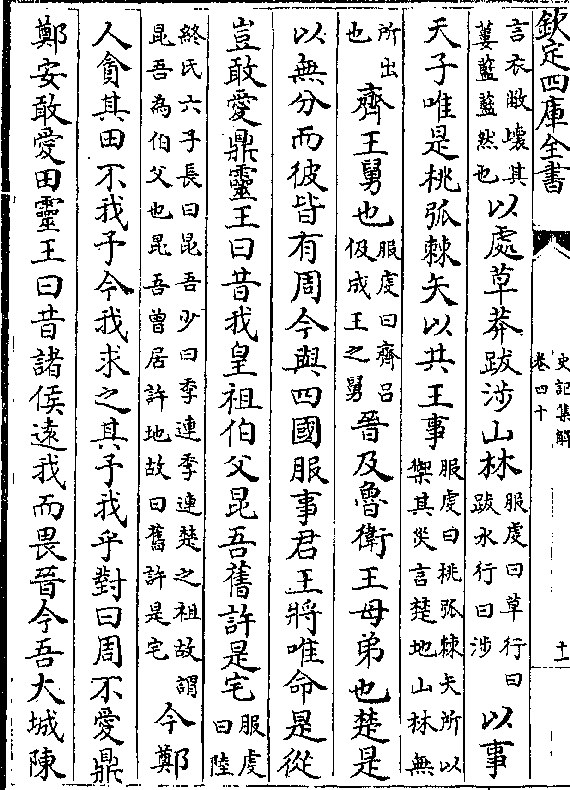 欽定四庫全書
史記集解
卷四十
十一
言衣敝壞其
蔞藍藍然也
以處草莽跋涉山林
服虔曰草行曰
跋水行曰涉
以事
天子唯是桃弧棘矢以共王事
服虔曰桃弧棘矢所以
禦其災言楚地山林無
所出
也
齊王舅也
服虔曰齊呂
伋成王之舅
晉及魯衛王母弟也楚是
以無分而彼皆有周今與四國服事君王將唯命是從
豈敢愛鼎靈王曰昔我皇祖伯父昆吾舊許是宅
服虔
曰陸
終氏六子長曰昆吾少曰季連季連楚之祖故謂
昆吾為伯父也昆吾曾居許地故曰舊許是宅
今鄭
人貪其田不我予今我求之其予我乎對曰周不愛鼎
鄭安敢愛田靈王曰昔諸侯遠我而畏晉今吾大城陳